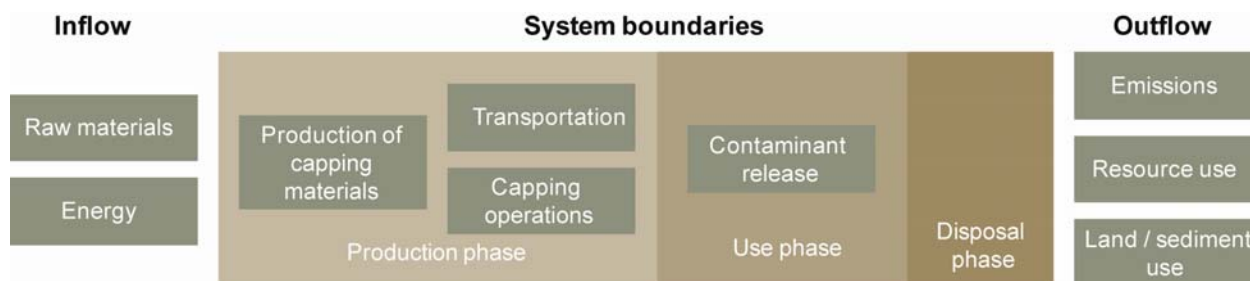 Inflow
System boundaries
Outflow
Raw materials
Energy
Production of
capping
materials
Transportation
Capping
operations
Production phase
Contaminant
release
Use phase
Disposal
phase
Emissions
Resource use
Land / sediment
use